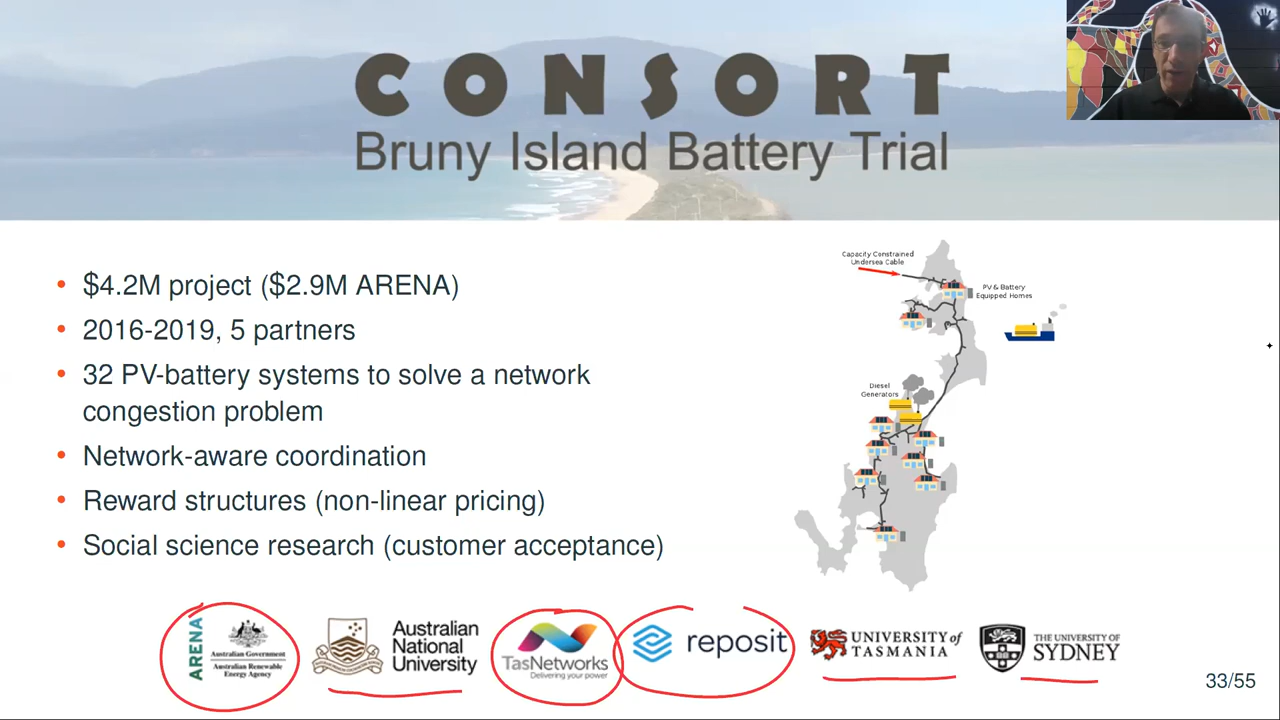 CONSORT
Bruny Island Battery Trial
• $4.2M project ($2.9M ARENA)
• 2016-2019, 5 partners
• 32 PV-battery systems to solve a network
congestion problem
• Network-aware coordination
• Reward structures (non-linear pricing)
• Social science research (customer acceptance)
Capacity Constrained
Undersea Cable
PV & Battery
Equipped Homes
Diesel
Generators
ARENA
Australian Government
Australian Renewable
Energy Agency
Australian
National
University
TasNetworks
Delivering your power
reposit
UNIVERSITY of
TASMANIA
THE UNIVERSITY OF
SYDNEY
33/55